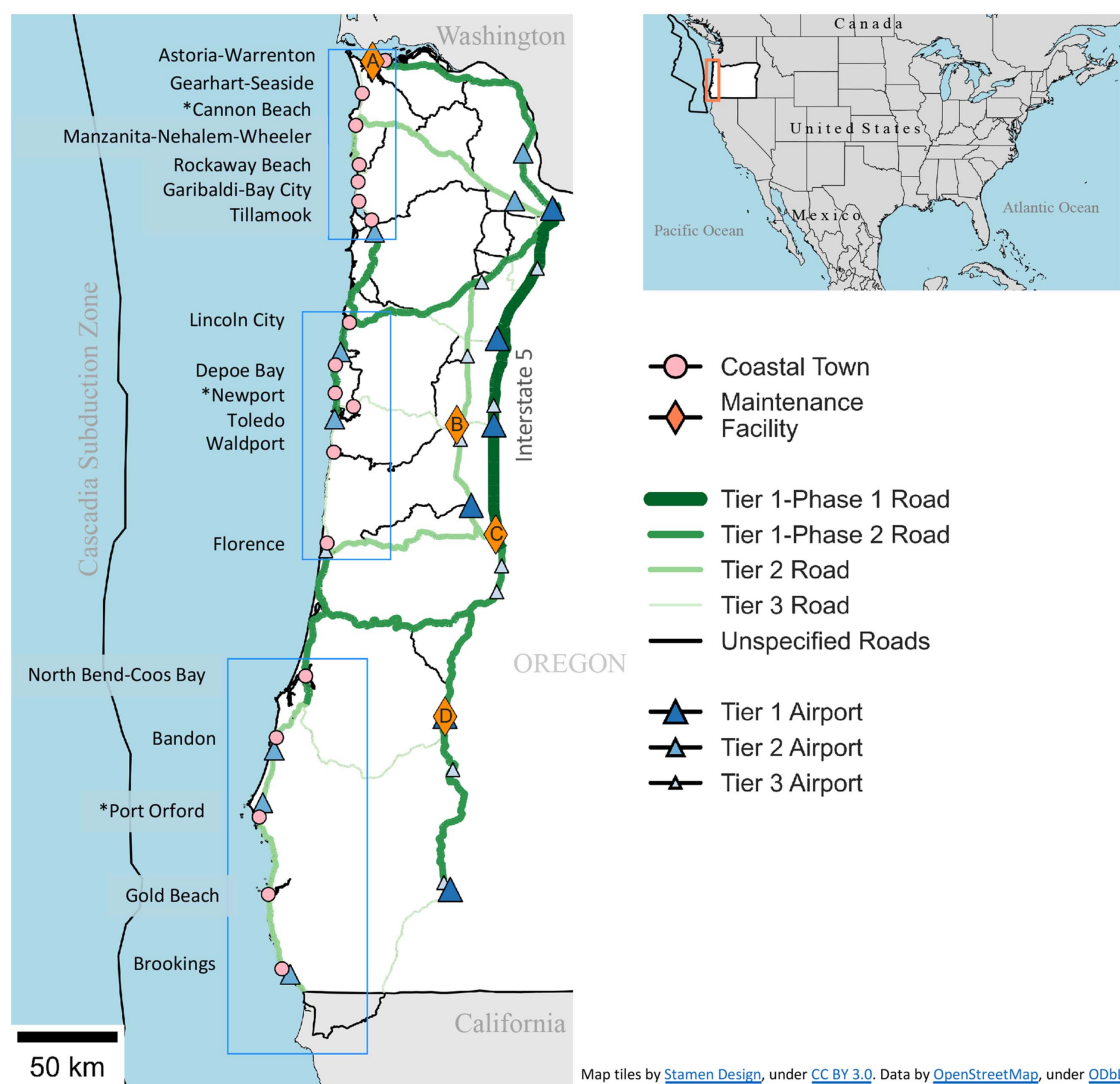 Washington
Astoria-Warrenton
Gearhart-Seaside
*Cannon Beach
Manzanita-Nehalem-Wheeler
Rockaway Beach
Garibaldi-Bay City
Tillamook
Lincoln City
Depoe Bay
*Newport
Toledo
Waldport
Florence
North Bend-Coos Bay
Bandon
*Port Orford
Gold Beach
Brookings
Cascadia Subduction Zone
Interstate 5
A
B
C
D
OREGON
California
50 km
Canada
United States
Mexico
Pacific Ocean
Atlantic Ocean
Coastal Town
Maintenance
Facility
Tier 1-Phase 1 Road
Tier 1-Phase 2 Road
Tier 2 Road
Tier 3 Road
Unspecified Roads
Tier 1 Airport
Tier 2 Airport
Tier 3 Airport
Map tiles by Stamen Design, under CC BY 3.0. Data by OpenStreetMap, under ODbl